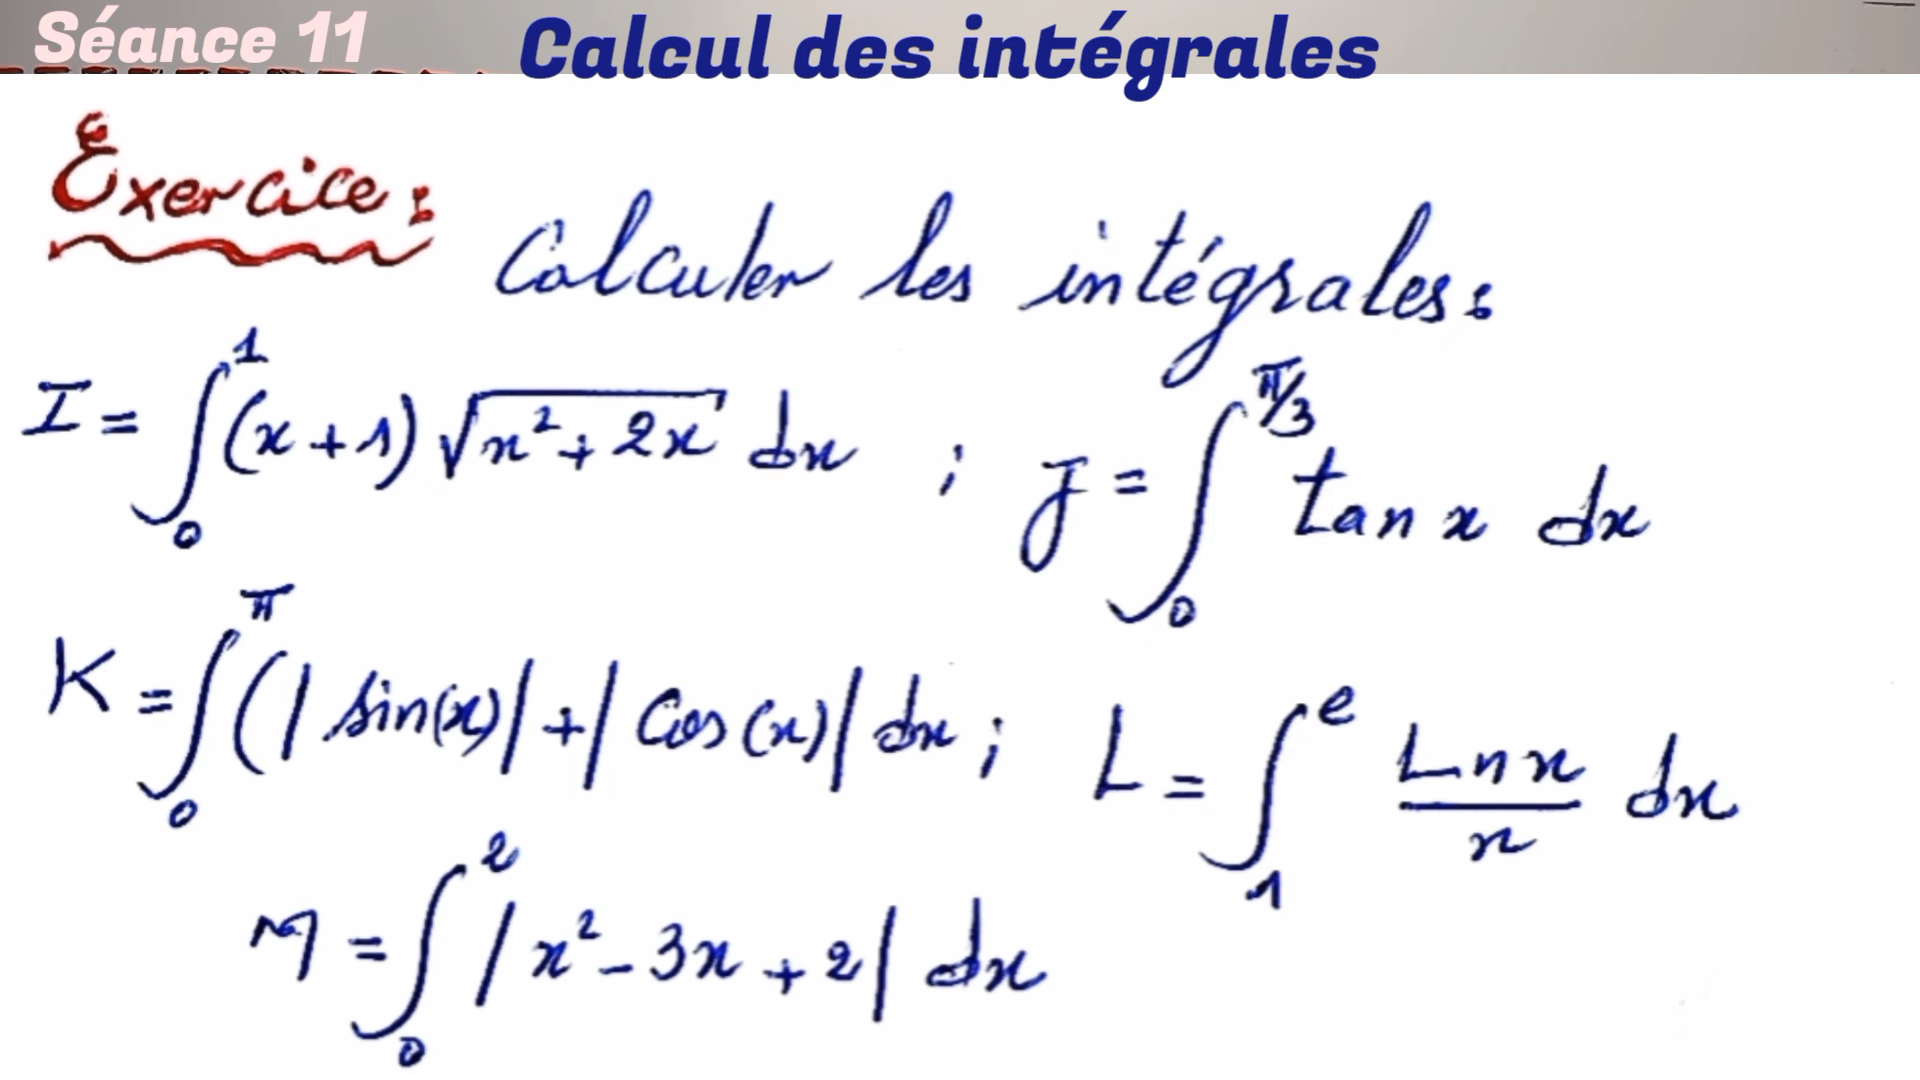 Séance 11
Calcul des intégrales
Exercice :
Calculer les intégrales :
I = ∫₀¹ (x+1) √(x²+2x) dx ; J = ∫₀^{π/3} tan x dx
K = ∫₀^π (|sin(x)| + |cos(x)| dx ; L = ∫₁^e Ln x / x dx
M = ∫₀² |x² - 3x + 2| dx